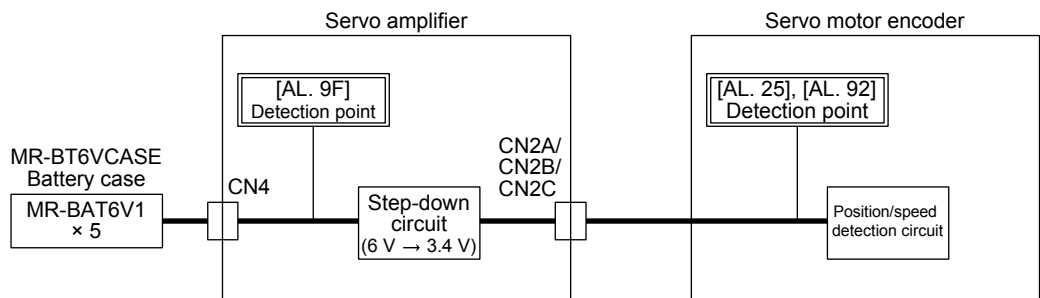 Servo amplifier
Servo motor encoder
[AL. 9F]
Detection point
[AL. 25], [AL. 92]
Detection point
MR-BT6VCASE
Battery case
MR-BAT6V1
× 5
CN4
Step-down
circuit
(6 V → 3.4 V)
CN2A/
CN2B/
CN2C
Position/speed
detection circuit